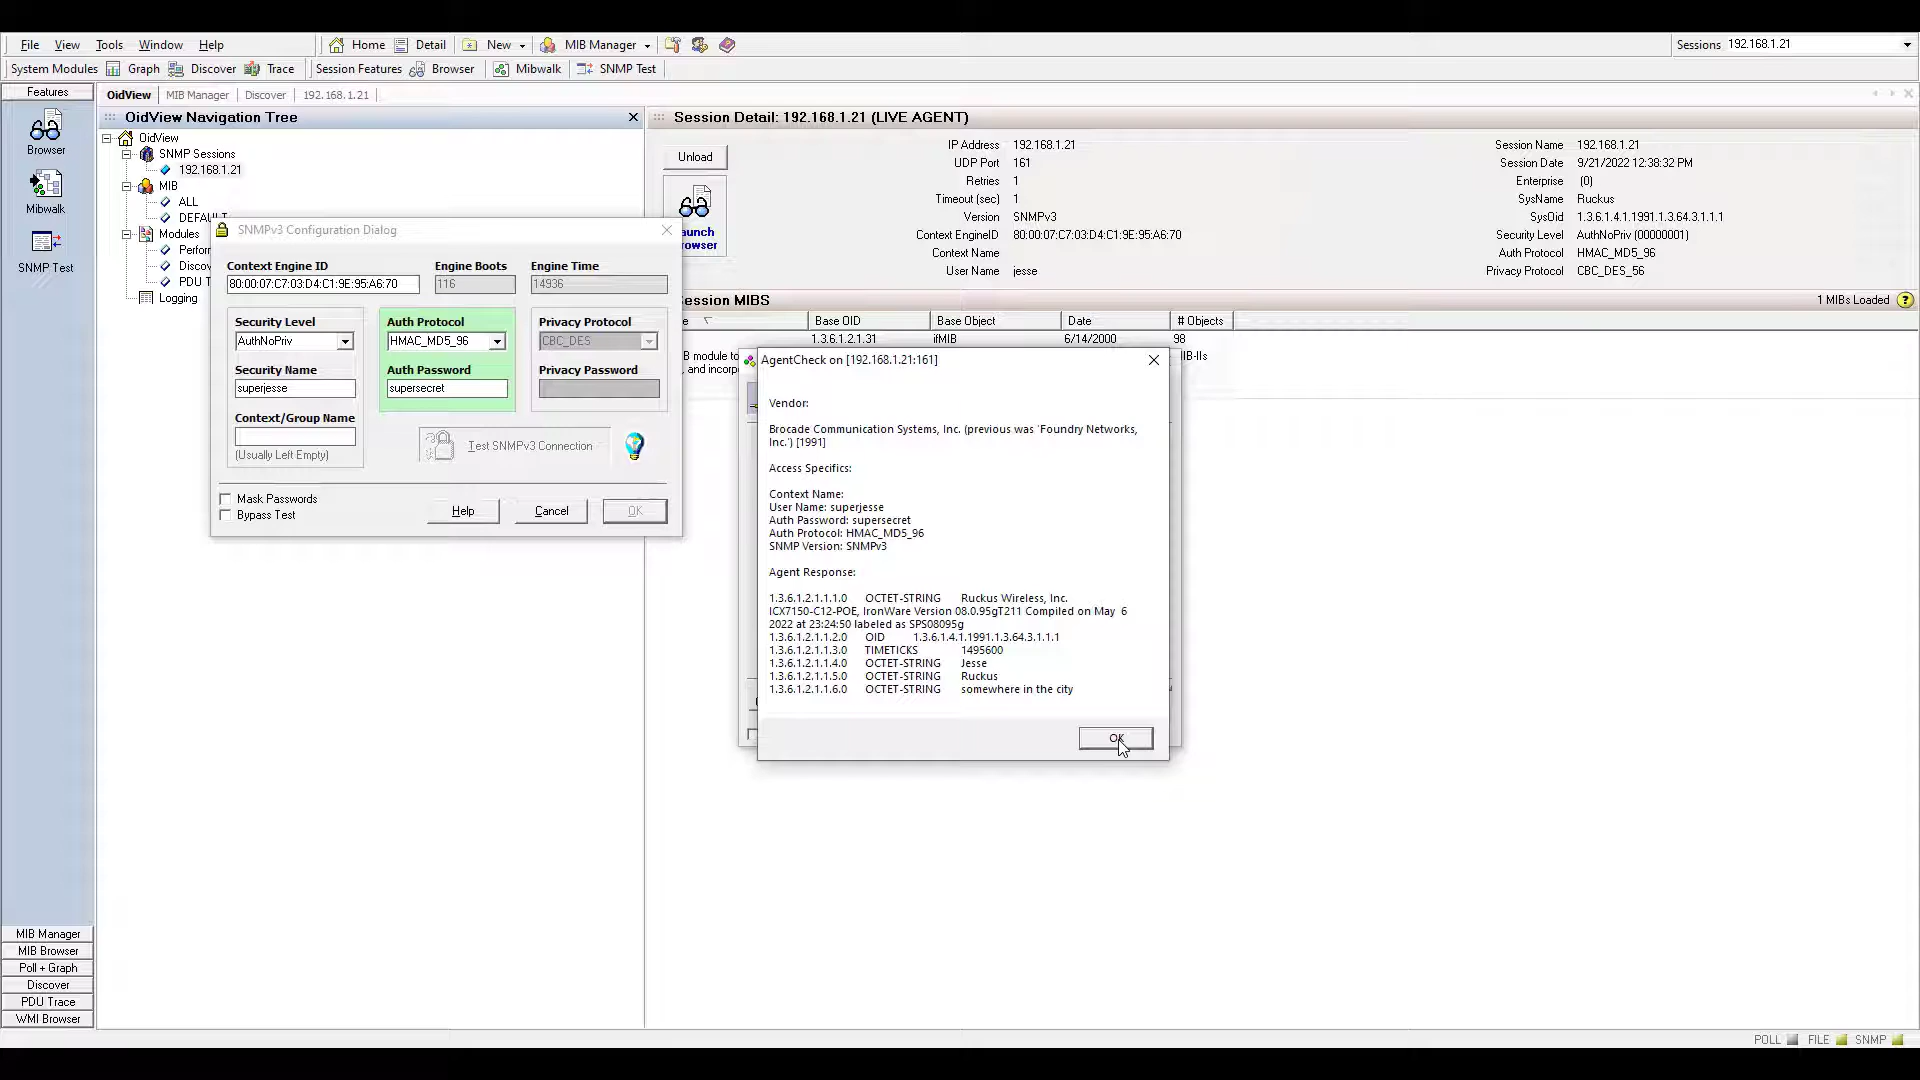 File View Tools Window Help Home Detail New MIB Manager Sessions 192.168.1.21
System Modules Graph Discover Trace Session Features Browser Mibwalk SNMP Test
Features
Browser
Mibwalk
SNMP Test
MIB Manager
MIB Browser
Poll + Graph
Discover
PDU Trace
WMI Browser
OidView MIB Manager Discover 192.168.1.21
OidView Navigation Tree
OidView
SNMP Sessions
192.168.1.21
MIB
ALL
DEFAULT
Modules
Perfor
Disco
PDU T
Logging
Session Detail: 192.168.1.21 (LIVE AGENT)
Unload
aunch
rowser
IP Address 192.168.1.21
UDP Port 161
Retries 1
Timeout (sec) 1
Version SNMPv3
Context EngineID 80:00:07:C7:03:D4:C1:9E:95:A6:70
Context Name
User Name jesse
Session Name 192.168.1.21
Session Date 9/21/2022 12:38:32 PM
Enterprise (0)
SysName Ruckus
SysOid 1.3.6.1.4.1.1991.1.3.64.3.1.1.1
Security Level AuthNoPriv (00000001)
Auth Protocol HMAC_MD5_96
Privacy Protocol CBC_DES_56
ession MIBS 1 MIBs Loaded ?
e Base OID Base Object Date # Objects
1.3.6.1.2.1.31 ifMIB 6/14/2000 98
B module to
, and incorp
IB-IIs
SNMPv3 Configuration Dialog
Context Engine ID Engine Boots Engine Time
80:00:07:C7:03:D4:C1:9E:95:A6:70 116 14936
Security Level Auth Protocol Privacy Protocol
AuthNoPriv HMAC_MD5_96 CBC_DES
Security Name Auth Password Privacy Password
superjesse supersecret
Context/Group Name
Test SNMPv3 Connection
(Usually Left Empty)
Mask Passwords
Bypass Test
Help Cancel OK
AgentCheck on [192.168.1.21:161]
Vendor:
Brocade Communication Systems, Inc. (previous was 'Foundry Networks,
Inc.') [1991]
Access Specifics:
Context Name:
User Name: superjesse
Auth Password: supersecret
Auth Protocol: HMAC_MD5_96
SNMP Version: SNMPv3
Agent Response:
1.3.6.1.2.1.1.1.0 OCTET-STRING Ruckus Wireless, Inc.
ICX7150-C12-POE, IronWare Version 08.0.95gT211 Compiled on May 6
2022 at 23:24:50 labeled as SPS08095g
1.3.6.1.2.1.1.2.0 OID 1.3.6.1.4.1.1991.1.3.64.3.1.1.1
1.3.6.1.2.1.1.3.0 TIMETICKS 1495600
1.3.6.1.2.1.1.4.0 OCTET-STRING Jesse
1.3.6.1.2.1.1.5.0 OCTET-STRING Ruckus
1.3.6.1.2.1.1.6.0 OCTET-STRING somewhere in the city
OK
POLL FILE SNMP